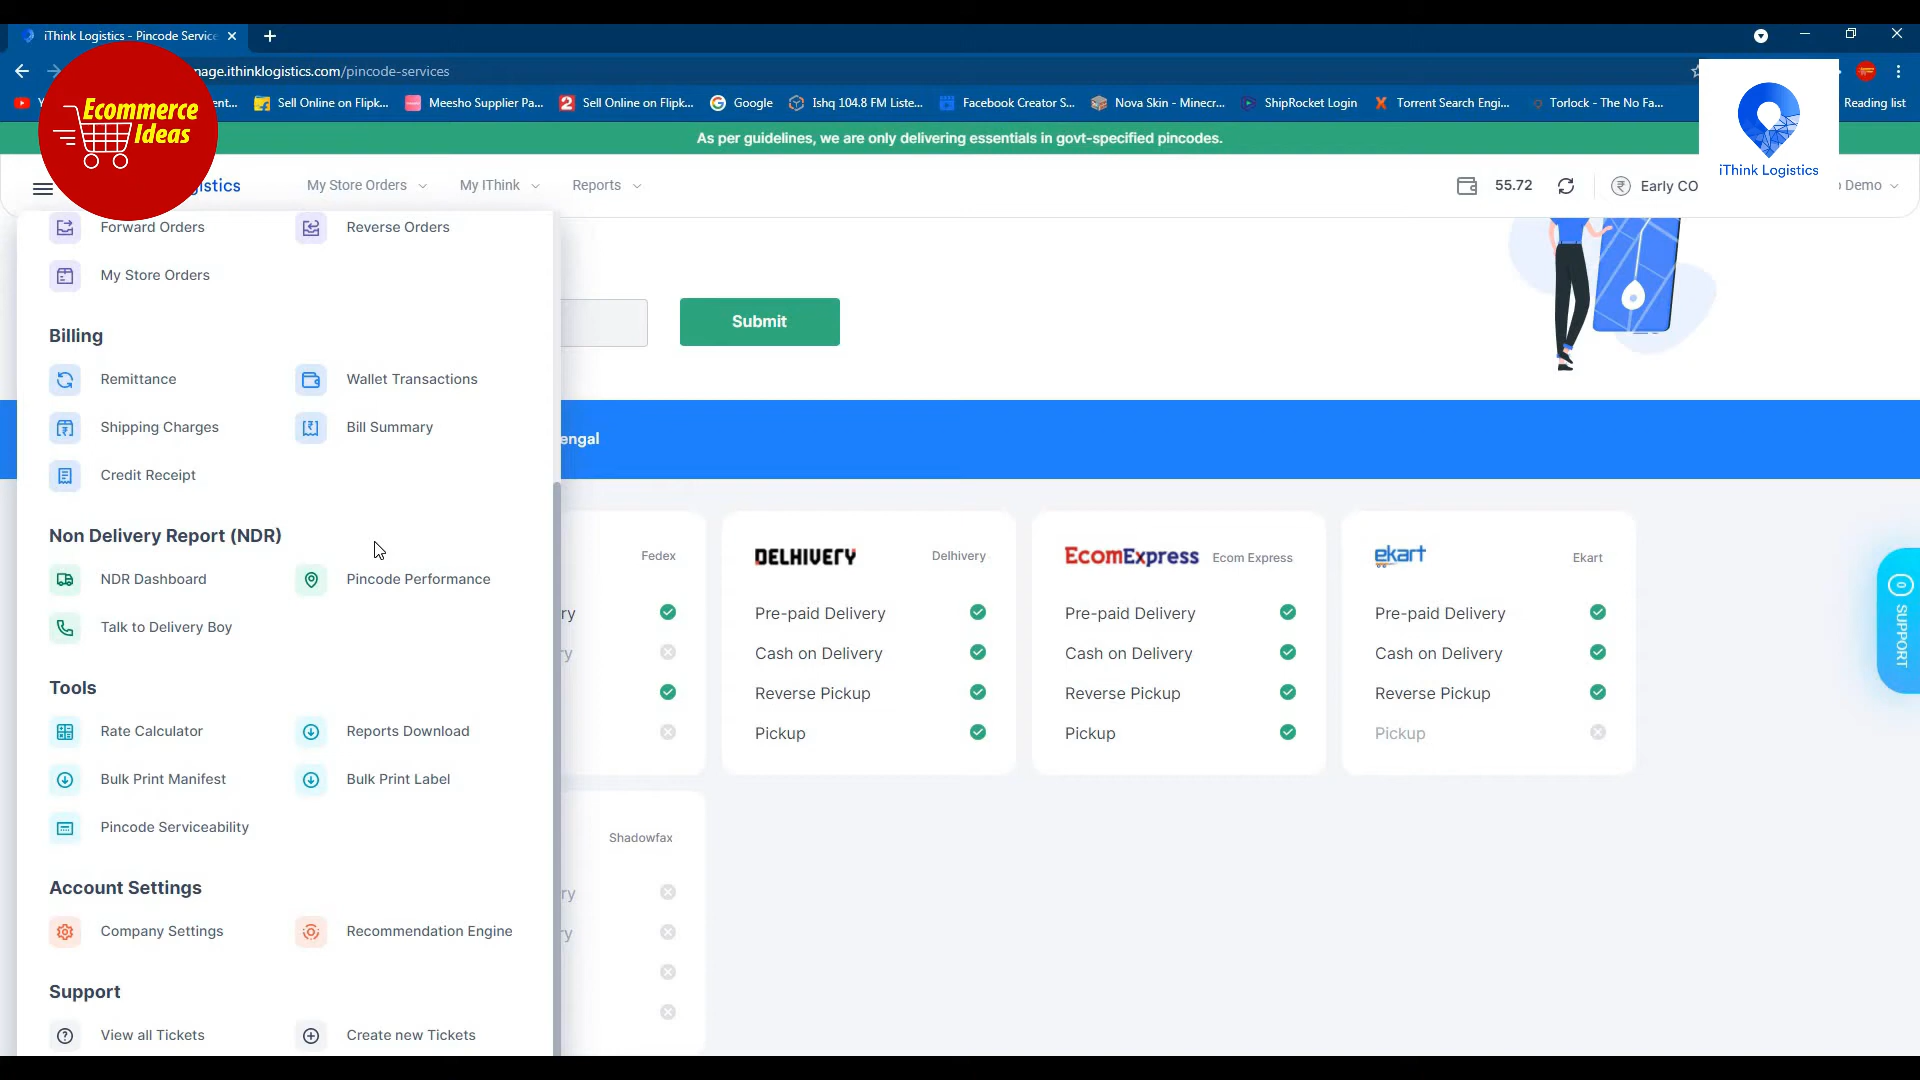 iThink Logistics - Pincode Service
nage.ithinklogistics.com/pincode-services
Ecommerce
Ideas
Sell Online on Flipk...
Meesho Supplier Pa...
Sell Online on Flipk...
Google
Ishq 104.8 FM Liste...
Facebook Creator S...
Nova Skin - Minecr...
ShipRocket Login
Torrent Search Engi...
Torlock - The No Fa...
Reading list
As per guidelines, we are only delivering essentials in govt-specified pincodes.
iThink Logistics
gistics
My Store Orders
My IThink
Reports
55.72
Early CO
Demo
Forward Orders
Reverse Orders
My Store Orders
Submit
Billing
Remittance
Wallet Transactions
Shipping Charges
Bill Summary
Credit Receipt
engal
Non Delivery Report (NDR)
NDR Dashboard
Pincode Performance
Talk to Delivery Boy
Tools
Rate Calculator
Reports Download
Bulk Print Manifest
Bulk Print Label
Pincode Serviceability
Account Settings
Company Settings
Recommendation Engine
Support
View all Tickets
Create new Tickets
Fedex
ry
ry
DELHIVERY
Delhivery
Pre-paid Delivery
Cash on Delivery
Reverse Pickup
Pickup
EcomExpress
Ecom Express
Pre-paid Delivery
Cash on Delivery
Reverse Pickup
Pickup
ekart
Ekart
Pre-paid Delivery
Cash on Delivery
Reverse Pickup
Pickup
Shadowfax
ry
ry
SUPPORT